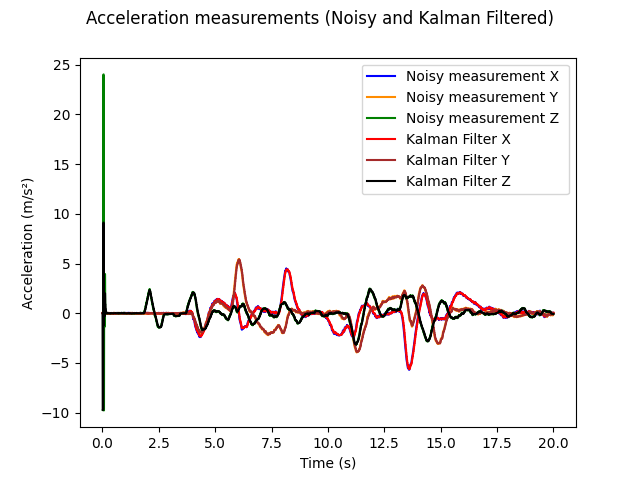 Acceleration measurements (Noisy and Kalman Filtered)
Acceleration (m/s²)
25
20
15
10
5
0
−5
−10
Noisy measurement X
Noisy measurement Y
Noisy measurement Z
Kalman Filter X
Kalman Filter Y
Kalman Filter Z
0.0 2.5 5.0 7.5 10.0 12.5 15.0 17.5 20.0
Time (s)